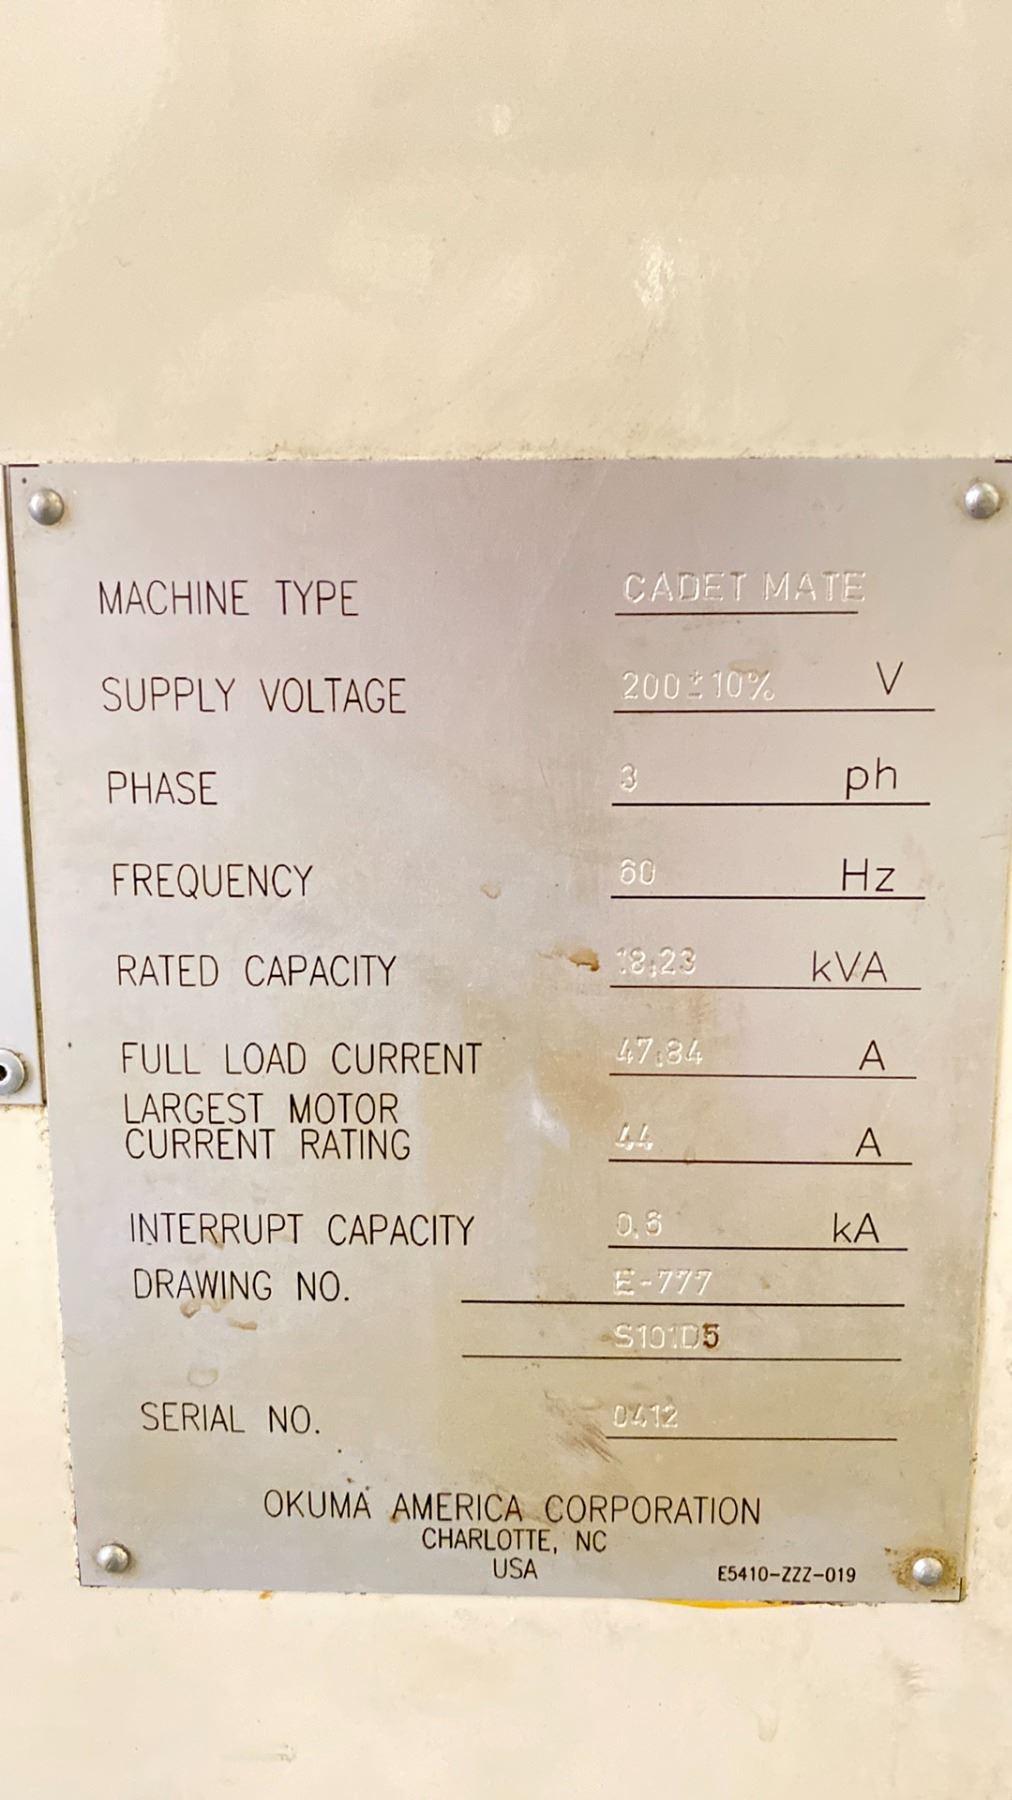 MACHINE TYPE CADET MATE
SUPPLY VOLTAGE 200±10% V
PHASE 3 ph
FREQUENCY 60 Hz
RATED CAPACITY 18.23 kVA
FULL LOAD CURRENT 47.84 A
LARGEST MOTOR
CURRENT RATING 44 A
INTERRUPT CAPACITY 0.6 kA
DRAWING NO. E-777
S101D5
SERIAL NO. 0412
OKUMA AMERICA CORPORATION
CHARLOTTE, NC
USA E5410-ZZZ-019